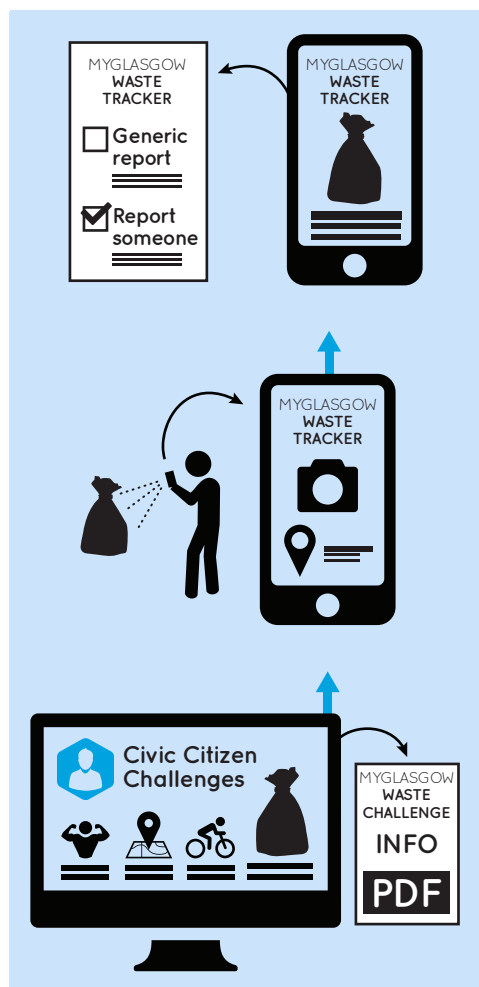 MYGLASGOW
WASTE
TRACKER
Generic
report
Report
someone
MYGLASGOW
WASTE
TRACKER
MYGLASGOW
WASTE
TRACKER
Civic Citizen
Challenges
MYGLASGOW
WASTE
CHALLENGE
INFO
PDF